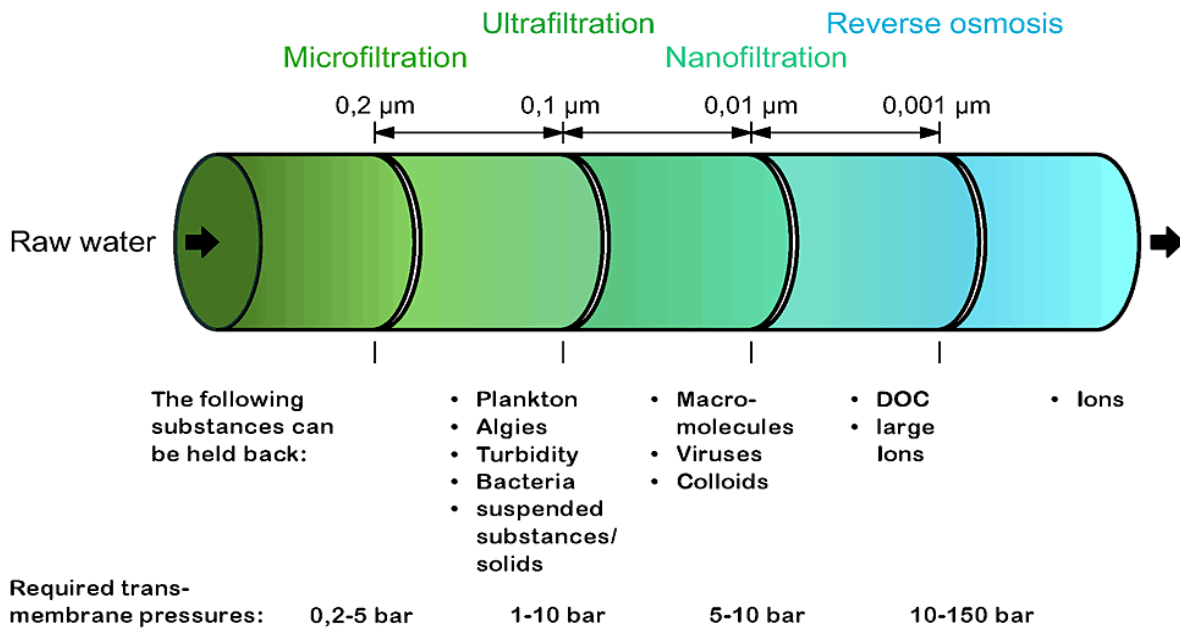 Ultrafiltration
Reverse osmosis
Microfiltration
Nanofiltration
0,2 µm
0,1 µm
0,01 µm
0,001 µm
Raw water
The following
substances can
be held back:
• Plankton
• Algies
• Turbidity
• Bacteria
• suspended
substances/
solids
• Macro-
molecules
• Viruses
• Colloids
• DOC
• large
Ions
• Ions
Required trans-
membrane pressures:
0,2-5 bar
1-10 bar
5-10 bar
10-150 bar